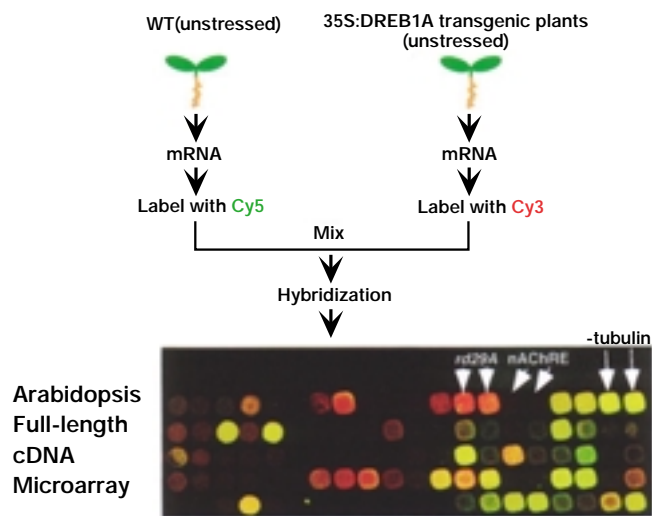 WT(unstressed)
35S:DREB1A transgenic plants
(unstressed)
mRNA
mRNA
Label with Cy5
Label with Cy3
Mix
Hybridization
-tubulin
rd29A nAChRE
Arabidopsis
Full-length
cDNA
Microarray